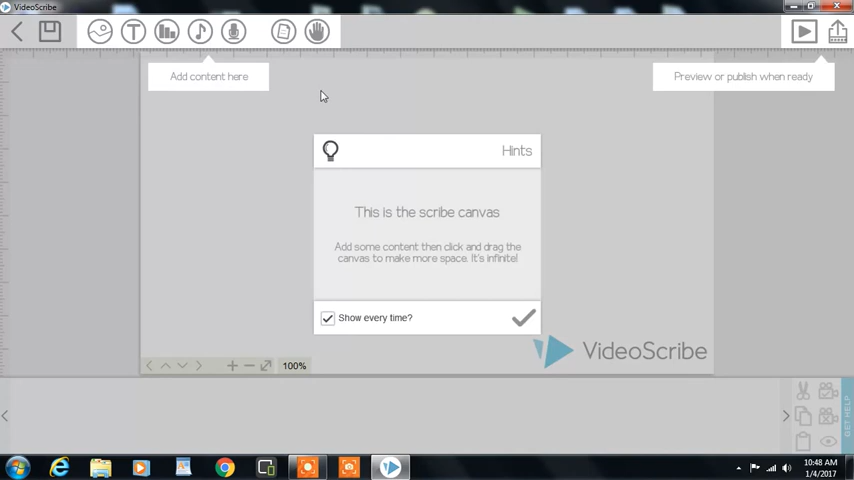 VideoScribe
Add content here
Preview or publish when ready
Hints
This is the scribe canvas
Add some content then click and drag the
canvas to make more space. It's infinite!
Show every time?
VideoScribe
100%
GET HELP
10:48 AM
1/4/2017